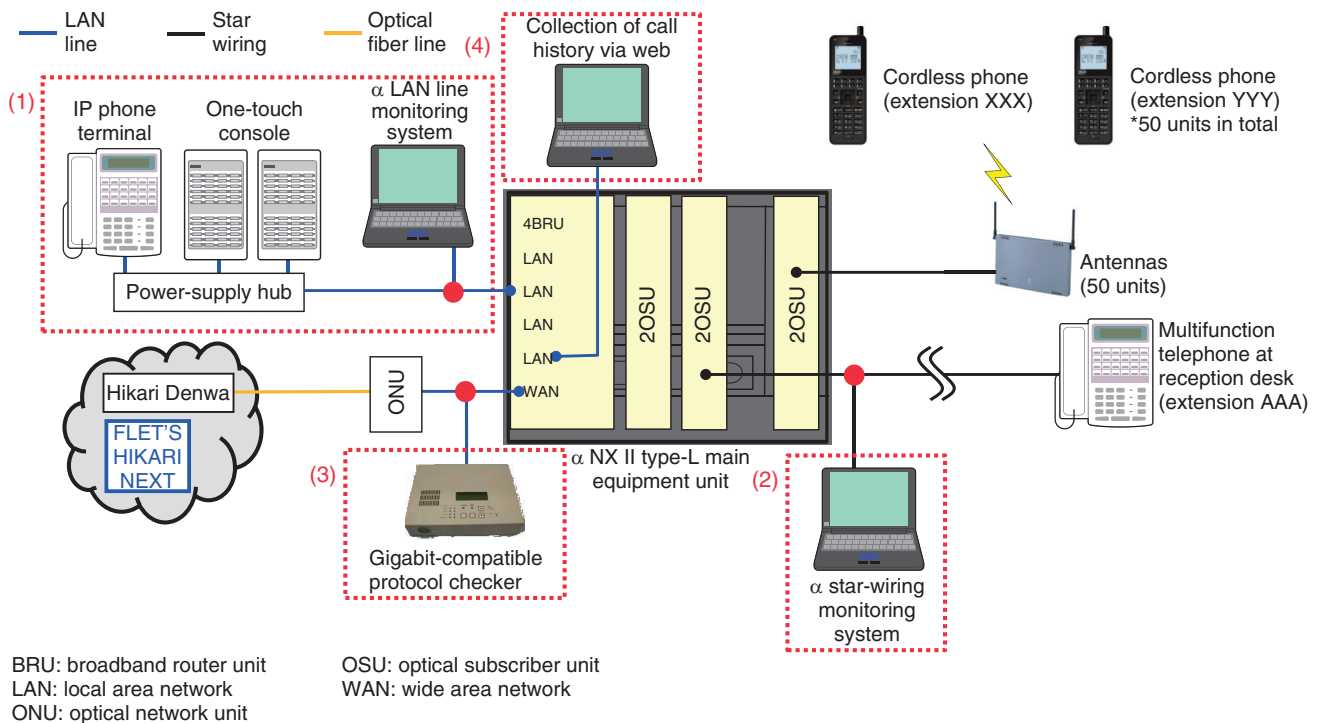 LAN
line
Star
wiring
Optical
fiber line
(4)
Collection of call
history via web
(1)
IP phone
terminal
One-touch
console
α LAN line
monitoring
system
Power-supply hub
Cordless phone
(extension XXX)
Cordless phone
(extension YYY)
*50 units in total
4BRU
LAN
LAN
LAN
LAN
WAN
2OSU
2OSU
2OSU
Antennas
(50 units)
Multifunction
telephone at
reception desk
(extension AAA)
Hikari Denwa
FLET'S
HIKARI
NEXT
ONU
α NX II type-L main
equipment unit
(3)
Gigabit-compatible
protocol checker
(2)
α star-wiring
monitoring
system
BRU: broadband router unit
LAN: local area network
ONU: optical network unit
OSU: optical subscriber unit
WAN: wide area network